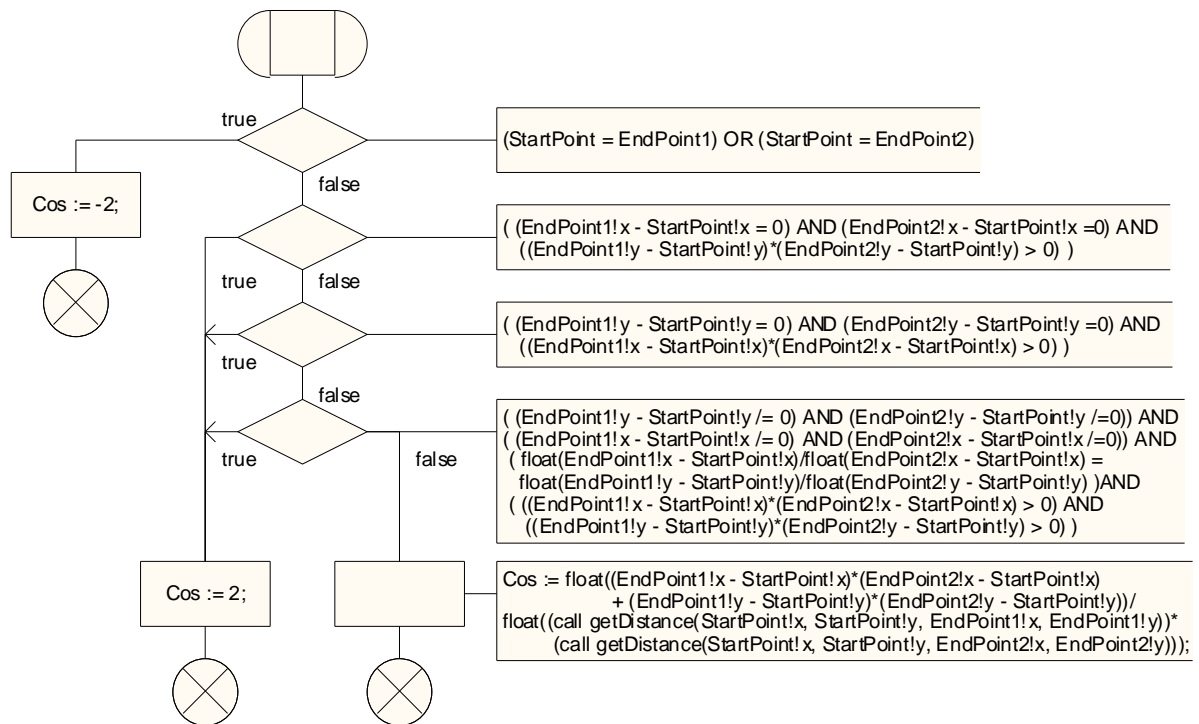 true
(StartPoint = EndPoint1) OR (StartPoint = EndPoint2)
false
Cos := -2;
( (EndPoint1!x - StartPoint!x = 0) AND (EndPoint2!x - StartPoint!x =0) AND
((EndPoint1!y - StartPoint!y)*(EndPoint2!y - StartPoint!y) > 0) )
true
false
( (EndPoint1!y - StartPoint!y = 0) AND (EndPoint2!y - StartPoint!y =0) AND
((EndPoint1!x - StartPoint!x)*(EndPoint2!x - StartPoint!x) > 0) )
true
false
( (EndPoint1!y - StartPoint!y /= 0) AND (EndPoint2!y - StartPoint!y /=0)) AND
( (EndPoint1!x - StartPoint!x /= 0) AND (EndPoint2!x - StartPoint!x /=0)) AND
( float(EndPoint1!x - StartPoint!x)/float(EndPoint2!x - StartPoint!x) =
float(EndPoint1!y - StartPoint!y)/float(EndPoint2!y - StartPoint!y) )AND
( ((EndPoint1!x - StartPoint!x)*(EndPoint2!x - StartPoint!x) > 0) AND
((EndPoint1!y - StartPoint!y)*(EndPoint2!y - StartPoint!y) > 0) )
true
false
Cos := 2;
Cos := float((EndPoint1!x - StartPoint!x)*(EndPoint2!x - StartPoint!x)
+ (EndPoint1!y - StartPoint!y)*(EndPoint2!y - StartPoint!y))/
float((call getDistance(StartPoint!x, StartPoint!y, EndPoint1!x, EndPoint1!y))*
(call getDistance(StartPoint!x, StartPoint!y, EndPoint2!x, EndPoint2!y)));